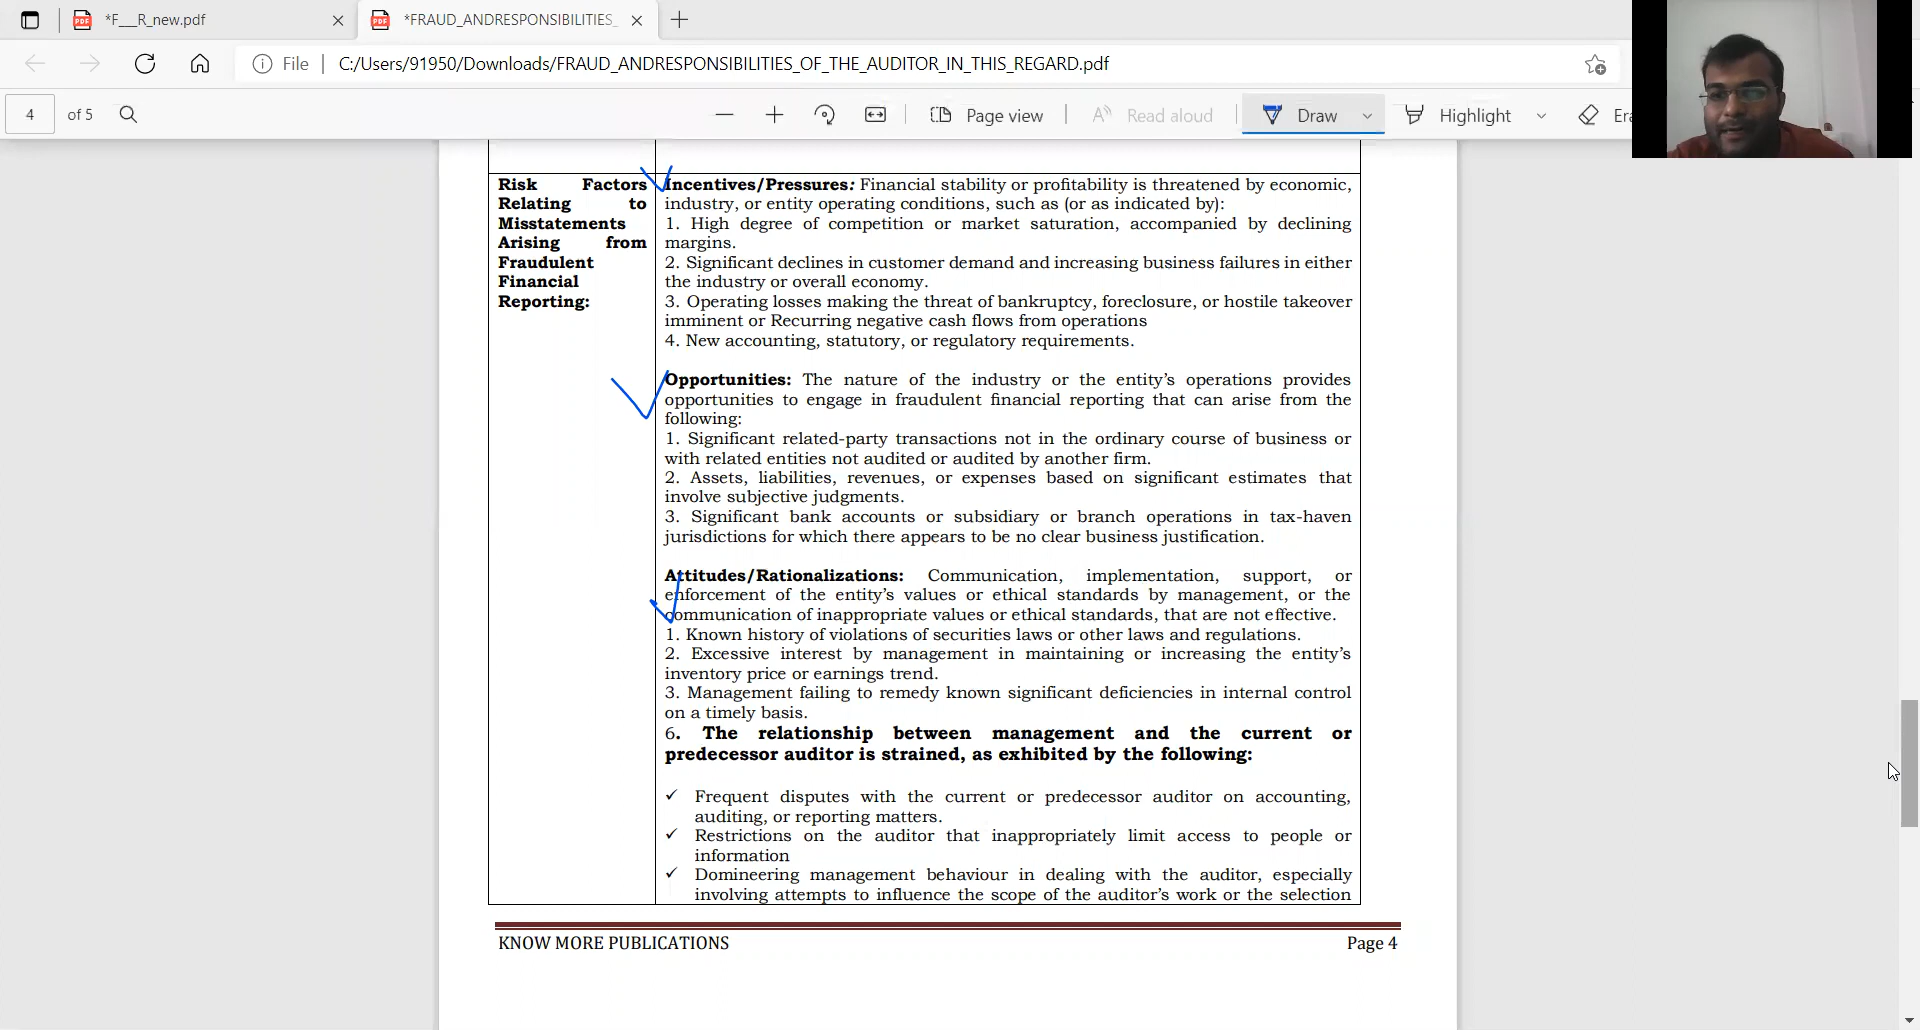 *F___R_new.pdf
*FRAUD_ANDRESPONSIBILITIES_
File
C:/Users/91950/Downloads/FRAUD_ANDRESPONSIBILITIES_OF_THE_AUDITOR_IN_THIS_REGARD.pdf
4 of 5
Page view
Read aloud
Draw
Highlight
Era
Risk Factors
Relating to
Misstatements
Arising from
Fraudulent
Financial
Reporting:
Incentives/Pressures: Financial stability or profitability is threatened by economic,
industry, or entity operating conditions, such as (or as indicated by):
1. High degree of competition or market saturation, accompanied by declining
margins.
2. Significant declines in customer demand and increasing business failures in either
the industry or overall economy.
3. Operating losses making the threat of bankruptcy, foreclosure, or hostile takeover
imminent or Recurring negative cash flows from operations
4. New accounting, statutory, or regulatory requirements.
Opportunities: The nature of the industry or the entity's operations provides
opportunities to engage in fraudulent financial reporting that can arise from the
following:
1. Significant related-party transactions not in the ordinary course of business or
with related entities not audited or audited by another firm.
2. Assets, liabilities, revenues, or expenses based on significant estimates that
involve subjective judgments.
3. Significant bank accounts or subsidiary or branch operations in tax-haven
jurisdictions for which there appears to be no clear business justification.
Attitudes/Rationalizations: Communication, implementation, support, or
enforcement of the entity's values or ethical standards by management, or the
communication of inappropriate values or ethical standards, that are not effective.
1. Known history of violations of securities laws or other laws and regulations.
2. Excessive interest by management in maintaining or increasing the entity's
inventory price or earnings trend.
3. Management failing to remedy known significant deficiencies in internal control
on a timely basis.
6. The relationship between management and the current or
predecessor auditor is strained, as exhibited by the following:
✓ Frequent disputes with the current or predecessor auditor on accounting,
auditing, or reporting matters.
✓ Restrictions on the auditor that inappropriately limit access to people or
information
✓ Domineering management behaviour in dealing with the auditor, especially
involving attempts to influence the scope of the auditor's work or the selection
KNOW MORE PUBLICATIONS
Page 4